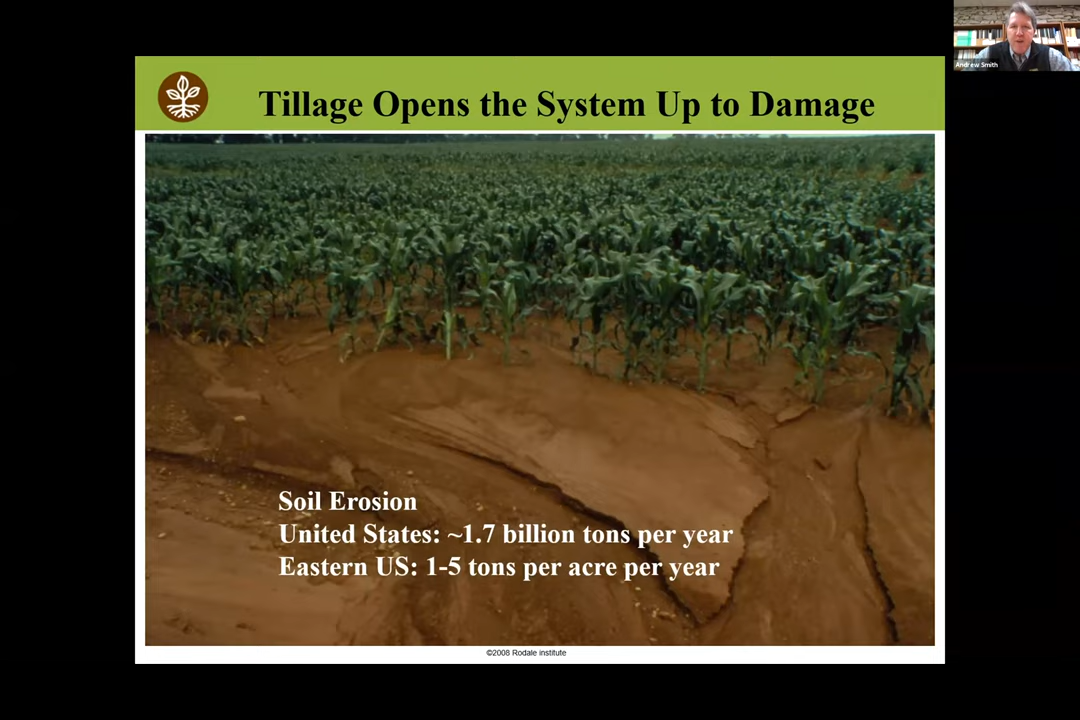 Tillage Opens the System Up to Damage
Andrew Smith
Soil Erosion
United States: ~1.7 billion tons per year
Eastern US: 1-5 tons per acre per year
©2008 Rodale institute